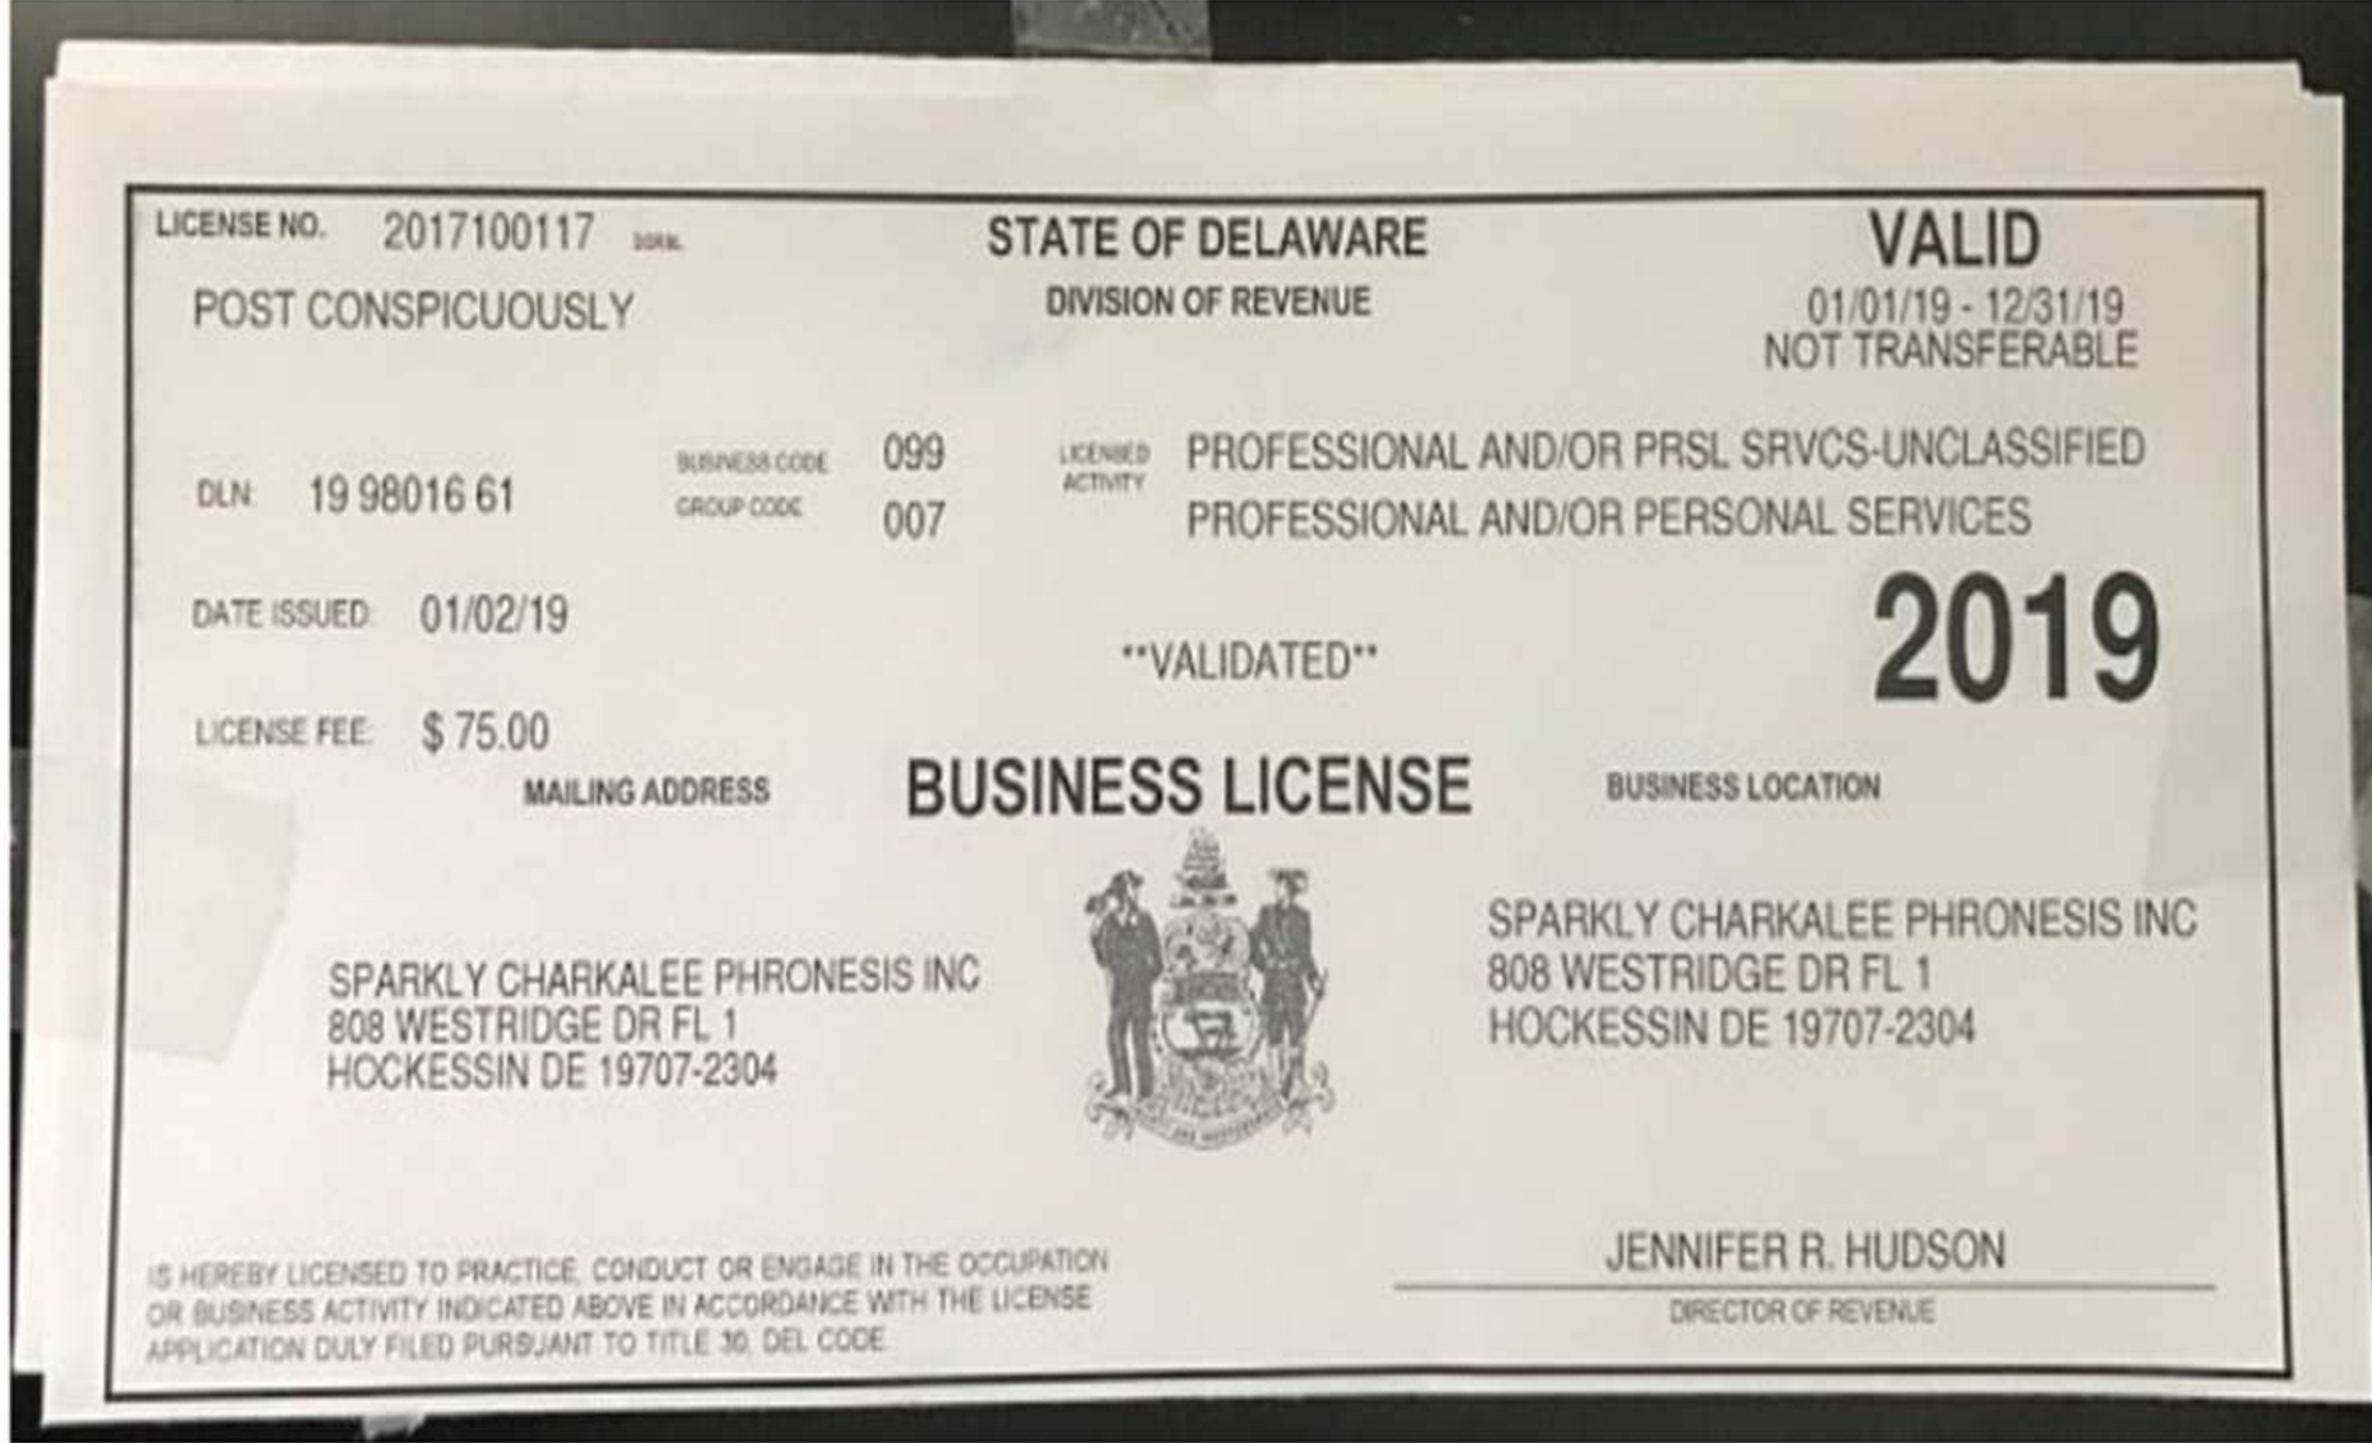 LICENSE NO. 2017100117
POST CONSPICUOUSLY
STATE OF DELAWARE
DIVISION OF REVENUE
VALID
01/01/19 - 12/31/19
NOT TRANSFERABLE
DLN: 19 98016 61
BUSINESS CODE 099
GROUP CODE 007
LICENSED
ACTIVITY
PROFESSIONAL AND/OR PRSL SRVCS-UNCLASSIFIED
PROFESSIONAL AND/OR PERSONAL SERVICES
DATE ISSUED: 01/02/19
**VALIDATED**
2019
LICENSE FEE: $ 75.00
BUSINESS LICENSE
MAILING ADDRESS
SPARKLY CHARKALEE PHRONESIS INC
808 WESTRIDGE DR FL 1
HOCKESSIN DE 19707-2304
BUSINESS LOCATION
SPARKLY CHARKALEE PHRONESIS INC
808 WESTRIDGE DR FL 1
HOCKESSIN DE 19707-2304
IS HEREBY LICENSED TO PRACTICE, CONDUCT OR ENGAGE IN THE OCCUPATION
OR BUSINESS ACTIVITY INDICATED ABOVE IN ACCORDANCE WITH THE LICENSE
APPLICATION DULY FILED PURSUANT TO TITLE 30, DEL CODE
JENNIFER R. HUDSON
DIRECTOR OF REVENUE